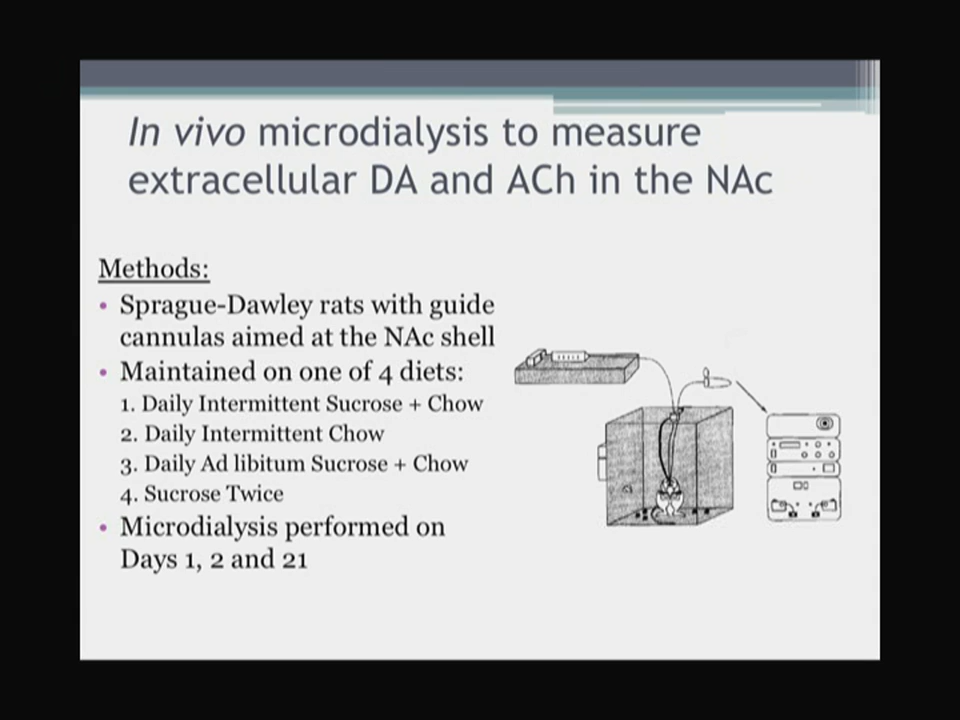 In vivo microdialysis to measure
extracellular DA and ACh in the NAc
Methods:
• Sprague-Dawley rats with guide
cannulas aimed at the NAc shell
• Maintained on one of 4 diets:
1. Daily Intermittent Sucrose + Chow
2. Daily Intermittent Chow
3. Daily Ad libitum Sucrose + Chow
4. Sucrose Twice
• Microdialysis performed on
Days 1, 2 and 21